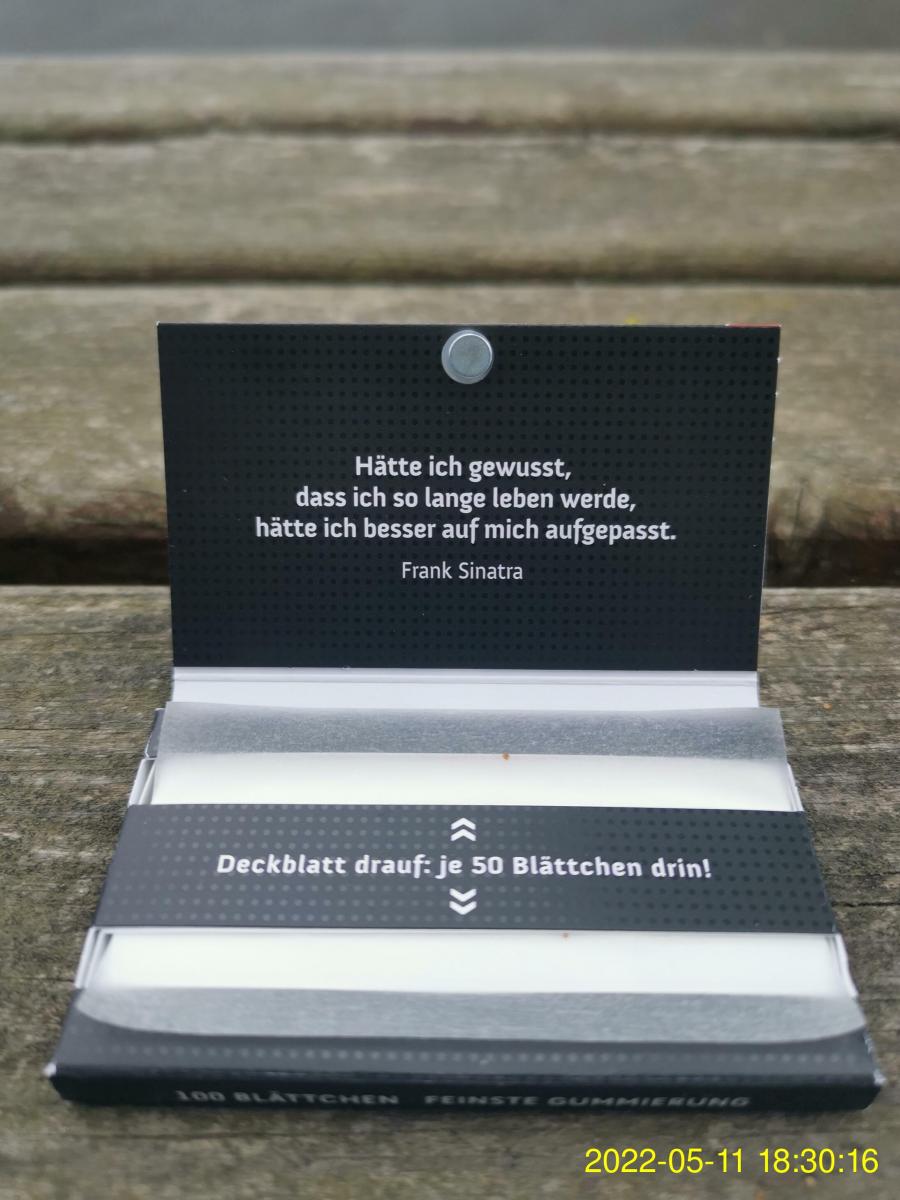 Hätte ich gewusst,
dass ich so lange leben werde,
hätte ich besser auf mich aufgepasst.
Frank Sinatra
Deckblatt drauf: je 50 Blättchen drin!
100 BLÄTTCHEN FEINSTE GUMMIERUNG
2022-05-11 18:30:16